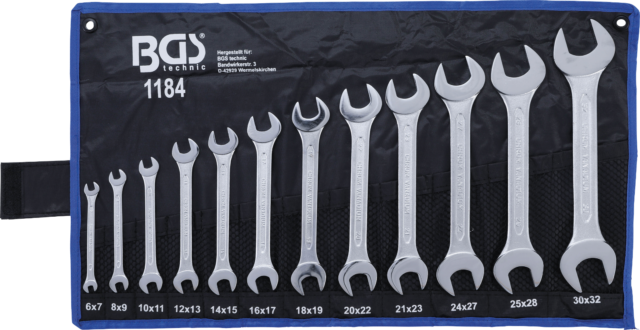 BGS
technic
1184
Hergestellt für:
BGS technic
Bandwirkerstr. 3
D-42929 Wermelskirchen
6x7 8x9 10x11 12x13 14x15 16x17 18x19 20x22 21x23 24x27 25x28 30x32